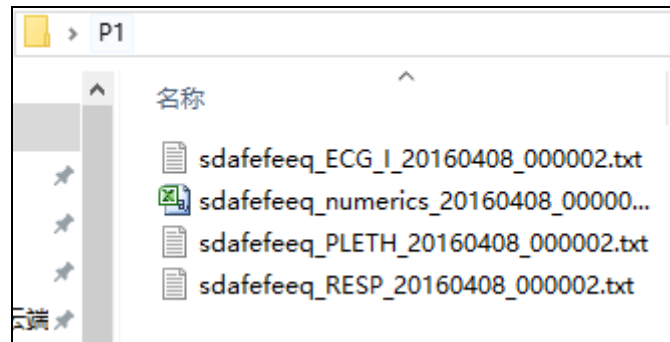 P1
名称
sdafefeeq_ECG_I_20160408_000002.txt
sdafefeeq_numerics_20160408_00000...
sdafefeeq_PLETH_20160408_000002.txt
sdafefeeq_RESP_20160408_000002.txt
云端